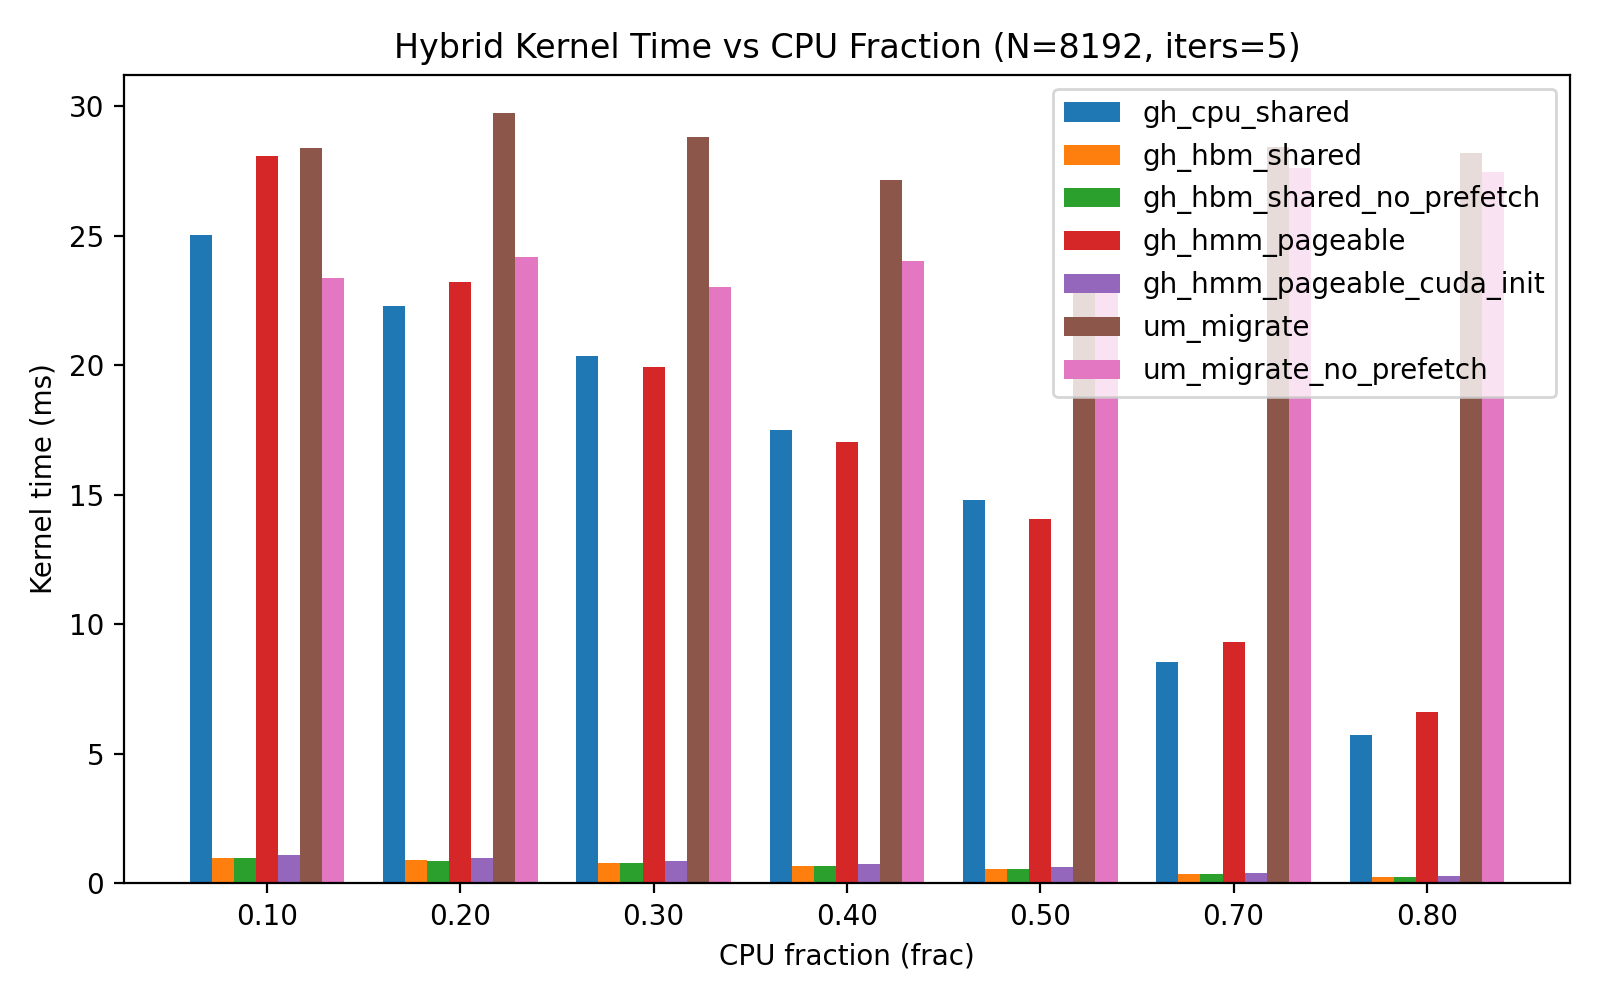 Hybrid Kernel Time vs CPU Fraction (N=8192, iters=5)
30
25
20
15
10
5
0
Kernel time (ms)
gh_cpu_shared
gh_hbm_shared
gh_hbm_shared_no_prefetch
gh_hmm_pageable
gh_hmm_pageable_cuda_init
um_migrate
um_migrate_no_prefetch
0.10 0.20 0.30 0.40 0.50 0.70 0.80
CPU fraction (frac)